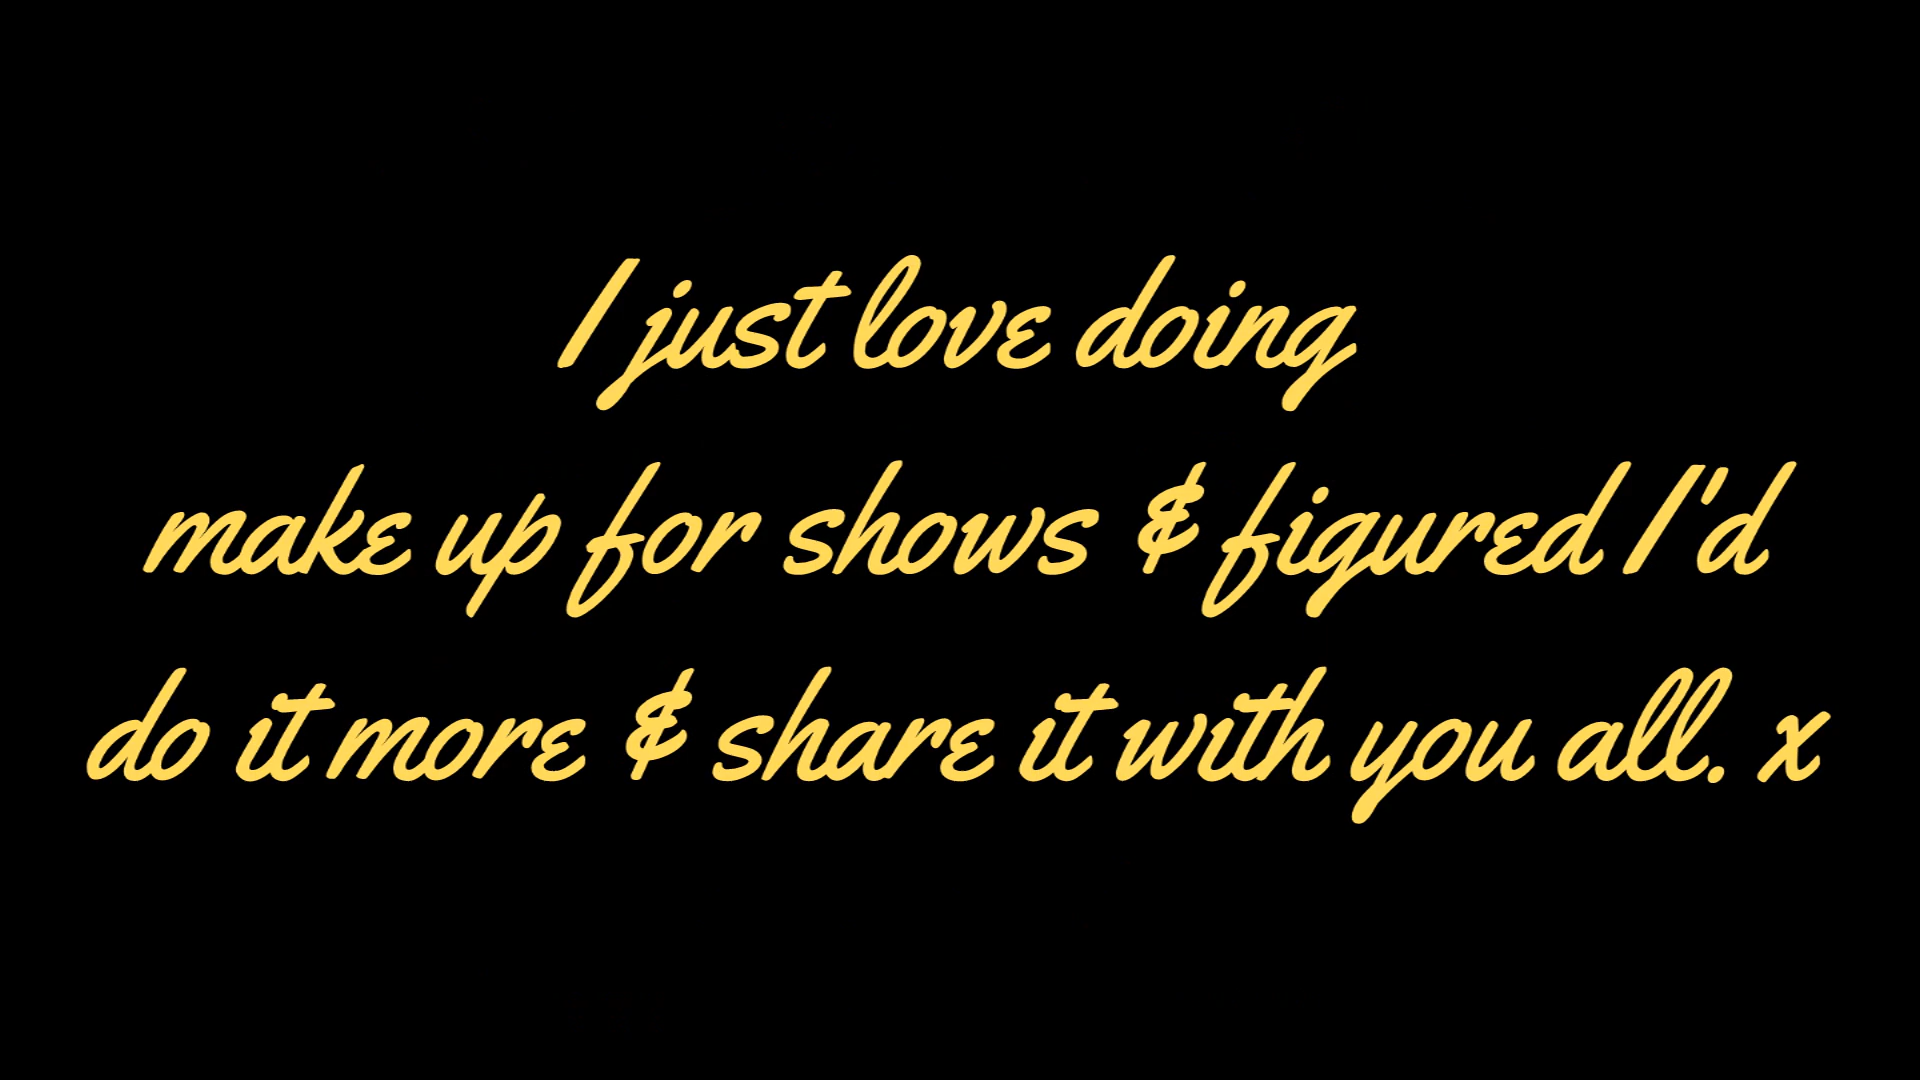 I just love doing
make up for shows & figured I'd
do it more & share it with you all. x